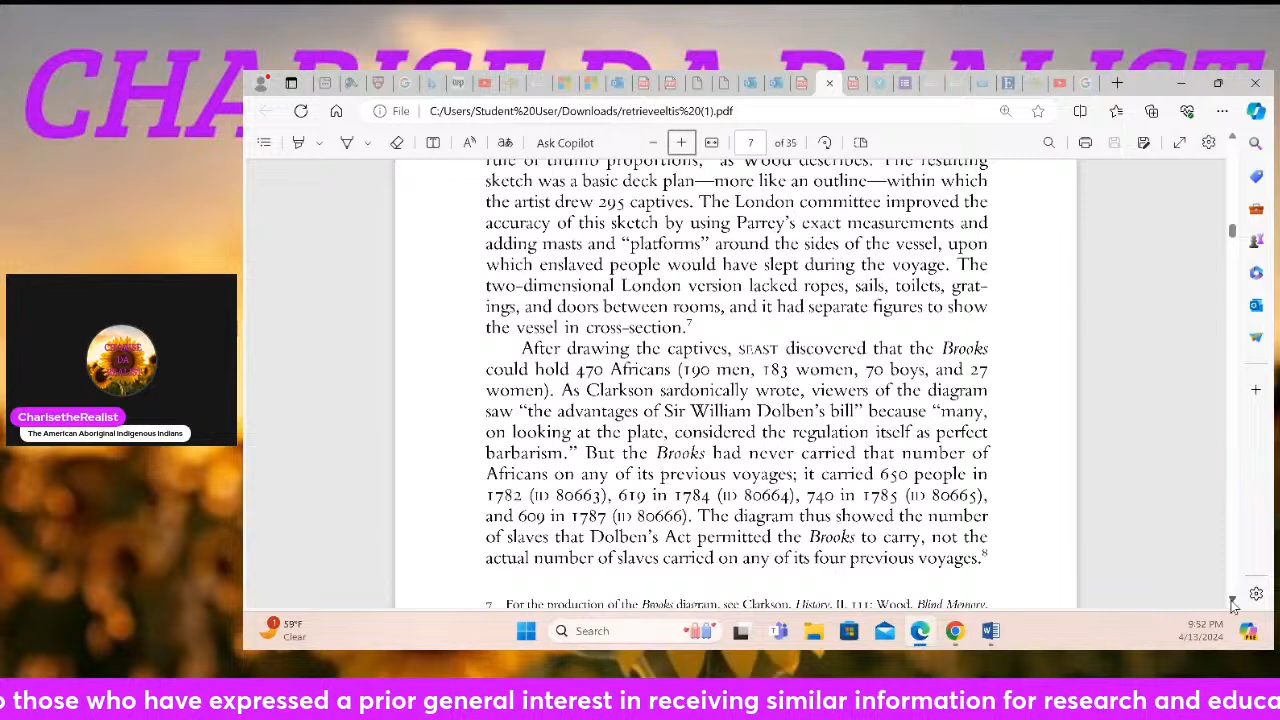 CHARISE DA REALIST
File
C:/Users/Student%20User/Downloads/retrieveeltis%20(1).pdf
Ask Copilot
7
of 35
rule of thumb proportions," as Wood describes. The resulting
sketch was a basic deck plan—more like an outline—within which
the artist drew 295 captives. The London committee improved the
accuracy of this sketch by using Parrey's exact measurements and
adding masts and “platforms” around the sides of the vessel, upon
which enslaved people would have slept during the voyage. The
two-dimensional London version lacked ropes, sails, toilets, grat-
ings, and doors between rooms, and it had separate figures to show
the vessel in cross-section.7
After drawing the captives, SEAST discovered that the Brooks
could hold 470 Africans (190 men, 183 women, 70 boys, and 27
women). As Clarkson sardonically wrote, viewers of the diagram
saw “the advantages of Sir William Dolben's bill” because “many,
on looking at the plate, considered the regulation itself as perfect
barbarism.” But the Brooks had never carried that number of
Africans on any of its previous voyages; it carried 650 people in
1782 (ID 80663), 619 in 1784 (ID 80664), 740 in 1785 (ID 80665),
and 609 in 1787 (ID 80666). The diagram thus showed the number
of slaves that Dolben's Act permitted the Brooks to carry, not the
actual number of slaves carried on any of its four previous voyages.8
7 For the production of the Brooks diagram, see Clarkson, History, II, 111; Wood, Blind Memory,
CHARISE
DA
REALIST
CharisetheRealist
The American Aboriginal Indigenous Indians
1
59°F
Clear
Search
9:52 PM
4/13/2024
o those who have expressed a prior general interest in receiving similar information for research and educa